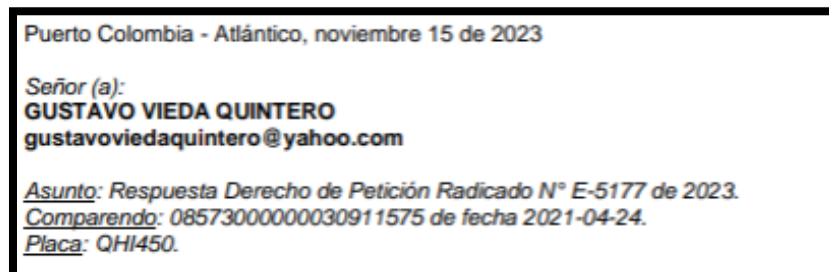 Puerto Colombia - Atlántico, noviembre 15 de 2023
Señor (a):
GUSTAVO VIEDA QUINTERO
gustavoviedaquintero@yahoo.com
Asunto: Respuesta Derecho de Petición Radicado N° E-5177 de 2023.
Comparendo: 08573000000030911575 de fecha 2021-04-24.
Placa: QHI450.